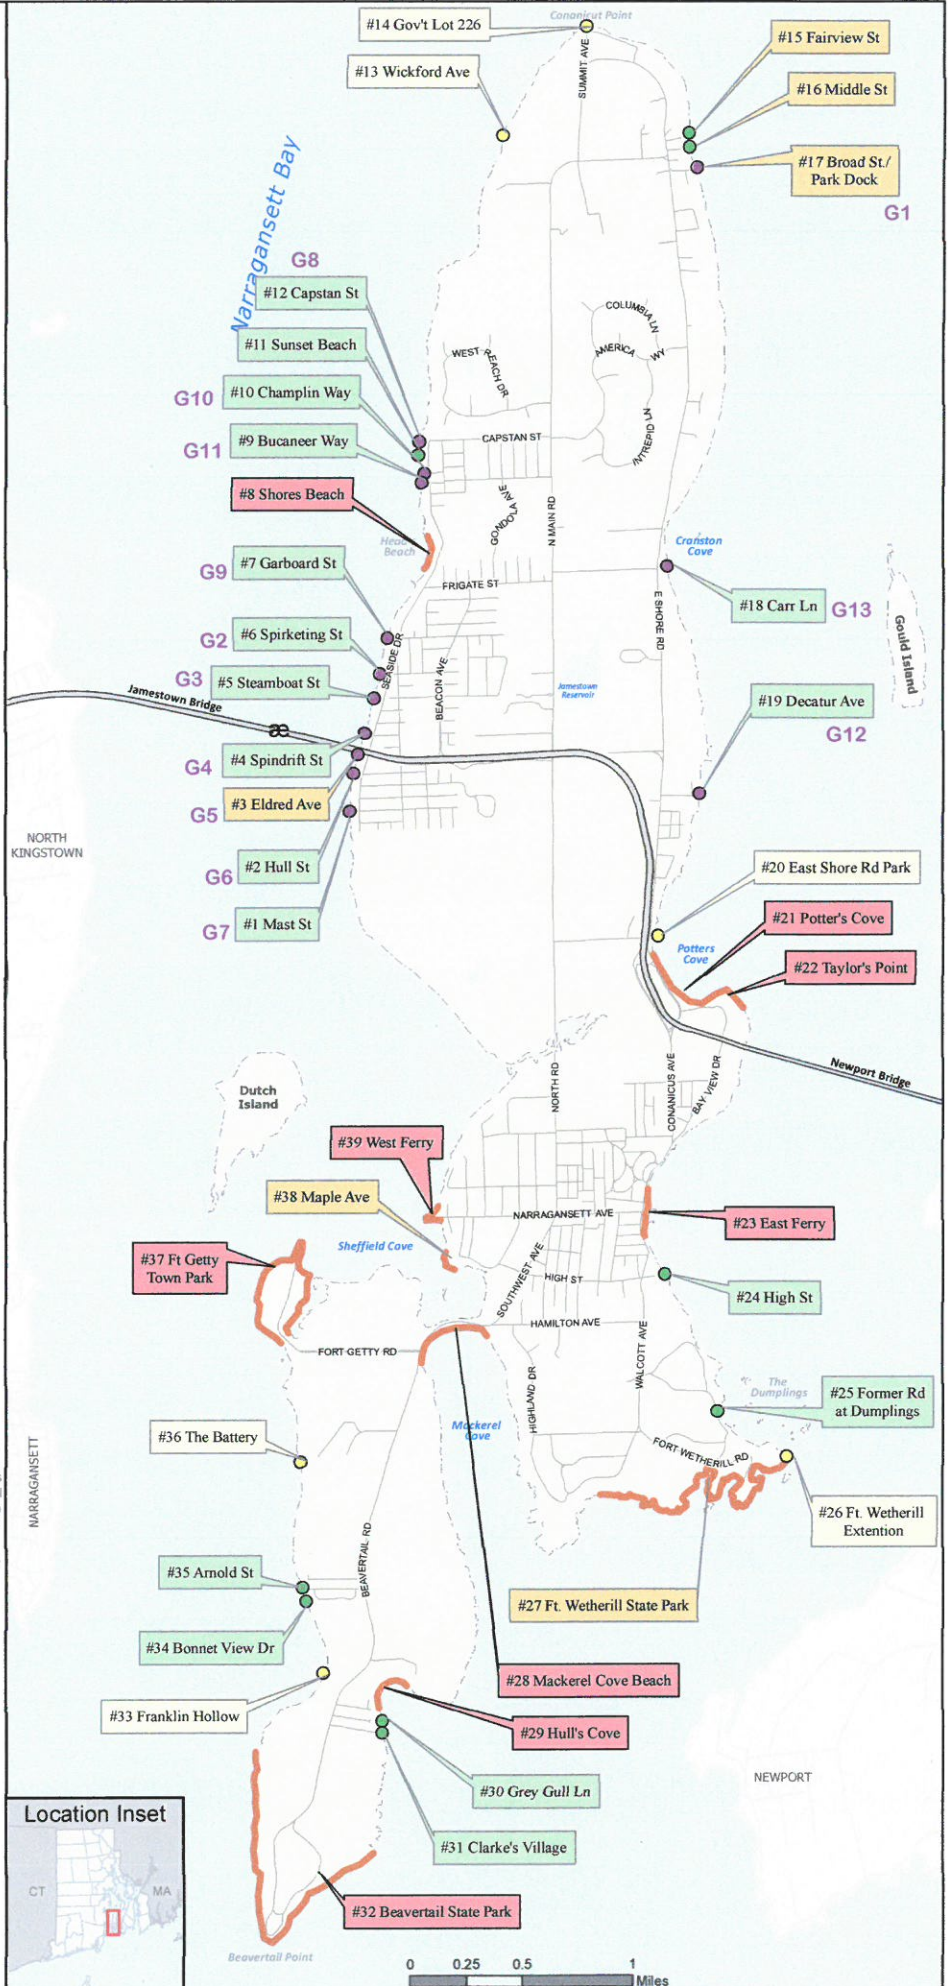 Conanicut Point
#14 Gov't Lot 226
#15 Fairview St
#13 Wickford Ave
SUMMIT AVE
#16 Middle St
#17 Broad St./
Park Dock
G1
Narragansett Bay
G8
#12 Capstan St
COLUMBIA LN
#11 Sunset Beach
WEST REACH DR
AMERICA WY
G10
#10 Champlin Way
INTREPID LN
G11
#9 Bucaneer Way
CAPSTAN ST
#8 Shores Beach
GONDOLA AVE
N MAIN RD
Head
Beach
Cranston
Cove
G9
#7 Garboard St
FRIGATE ST
#18 Carr Ln
G13
E SHORE RD
Gould Island
G2
#6 Spirketing St
SEASIDE DR
BEACON AVE
G3
#5 Steamboat St
Jamestown
Reservoir
Jamestown Bridge
#19 Decatur Ave
G12
æ
G4
#4 Spindrift St
G5
#3 Eldred Ave
NORTH
KINGSTOWN
G6
#2 Hull St
#20 East Shore Rd Park
G7
#1 Mast St
#21 Potter's Cove
Potters
Cove
#22 Taylor's Point
Newport Bridge
Dutch
Island
NORTH RD
CONANICUS AVE
BAY VIEW DR
#39 West Ferry
#38 Maple Ave
NARRAGANSETT AVE
#23 East Ferry
Sheffield Cove
#37 Ft Getty
Town Park
SOUTHWEST AVE
HIGH ST
#24 High St
HAMILTON AVE
FORT GETTY RD
WALCOTT AVE
HIGHLAND DR
The
Dumplings
#25 Former Rd
at Dumplings
Mackerel
Cove
#36 The Battery
FORT WETHERILL RD
NARRAGANSETT
#26 Ft. Wetherill
Extention
BEAVERTAIL RD
#35 Arnold St
#27 Ft. Wetherill State Park
#34 Bonnet View Dr
#28 Mackerel Cove Beach
#33 Franklin Hollow
#29 Hull's Cove
NEWPORT
#30 Grey Gull Ln
Location Inset
#31 Clarke's Village
CT
MA
#32 Beavertail State Park
Beavertail Point
0 0.25 0.5 1
Miles